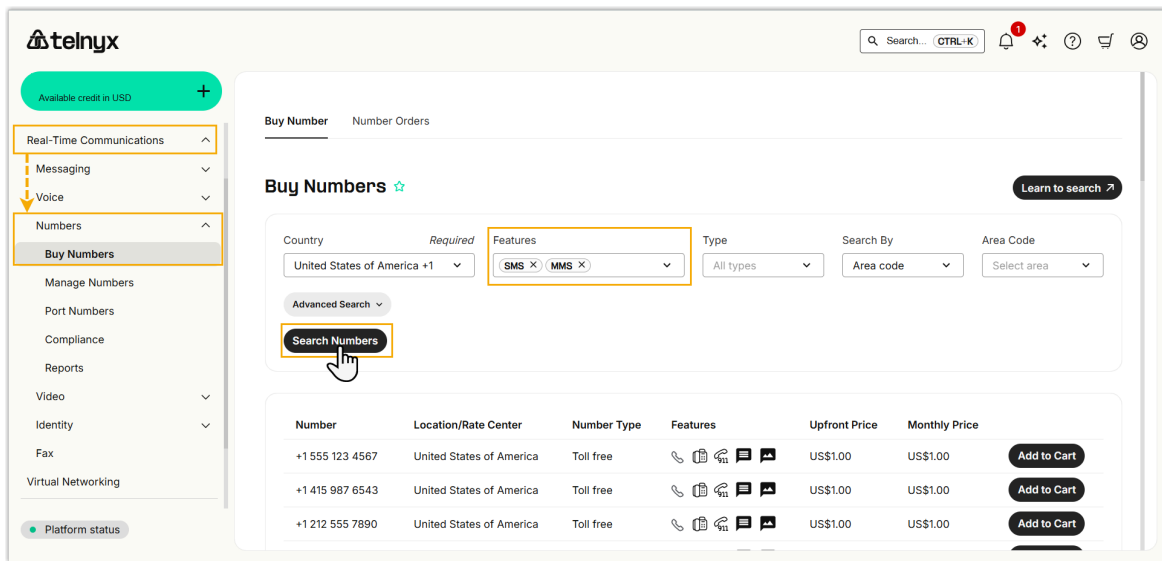 telnyx
Search... CTRL+K
1
Available credit in USD
Real-Time Communications
Messaging
Voice
Numbers
Buy Numbers
Manage Numbers
Port Numbers
Compliance
Reports
Video
Identity
Fax
Virtual Networking
Platform status
Buy Number Number Orders
Buy Numbers
Learn to search
Country Required Features Type Search By Area Code
United States of America +1 SMS MMS All types Area code Select area
Advanced Search
Search Numbers
Number Location/Rate Center Number Type Features Upfront Price Monthly Price
+1 555 123 4567 United States of America Toll free 911 US$1.00 US$1.00 Add to Cart
+1 415 987 6543 United States of America Toll free 911 US$1.00 US$1.00 Add to Cart
+1 212 555 7890 United States of America Toll free 911 US$1.00 US$1.00 Add to Cart